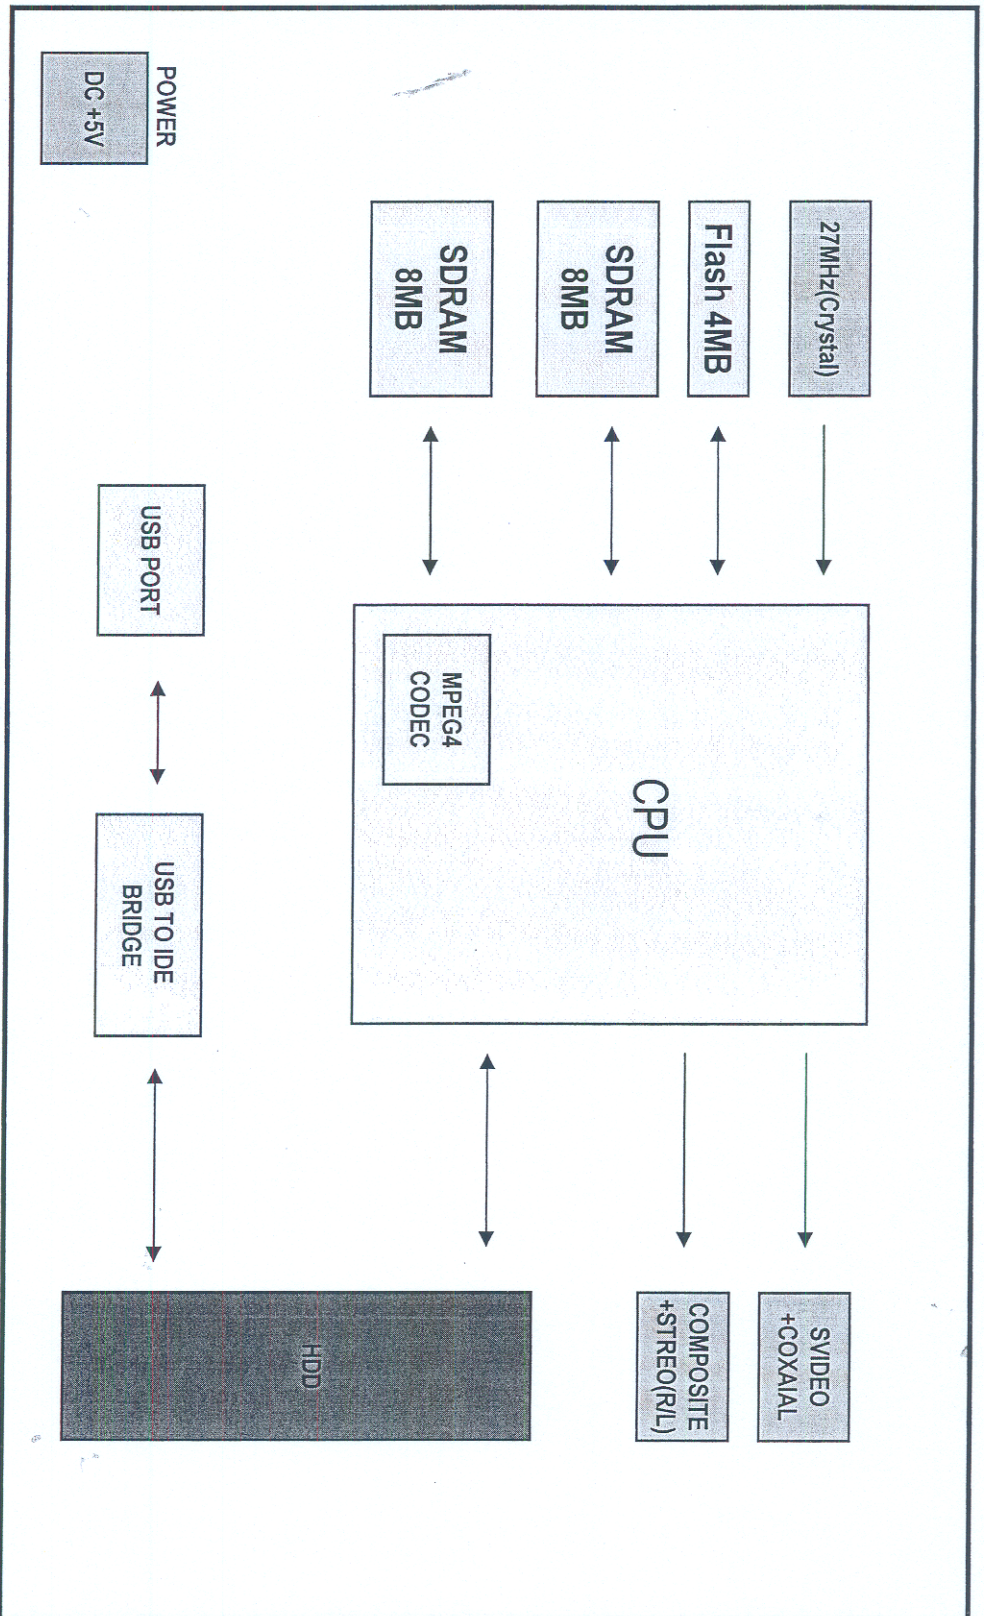 27MHz(Crystal)
Flash 4MB
SDRAM
8MB
SDRAM
8MB
CPU
MPEG4
CODEC
SVIDEO
+COXAIAL
COMPOSITE
+STREO(R/L)
HDD
USB PORT
USB TO IDE
BRIDGE
POWER
DC +5V